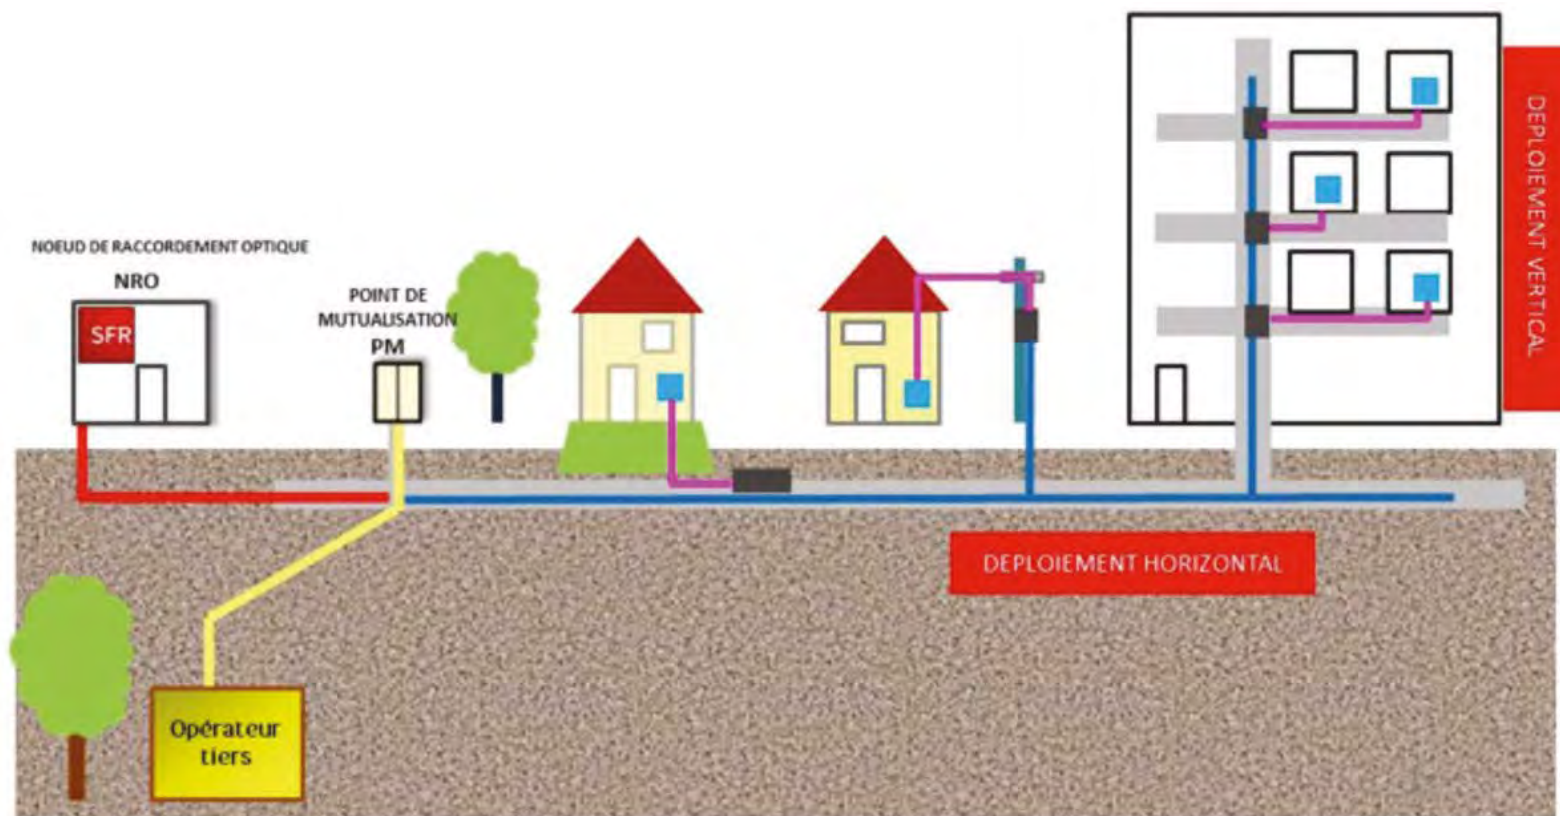 NOEUD DE RACCORDEMENT OPTIQUE
NRO
SFR
POINT DE
MUTUALISATION
PM
DEPLOIEMENT VERTICAL
DEPLOIEMENT HORIZONTAL
Opérateur
tiers